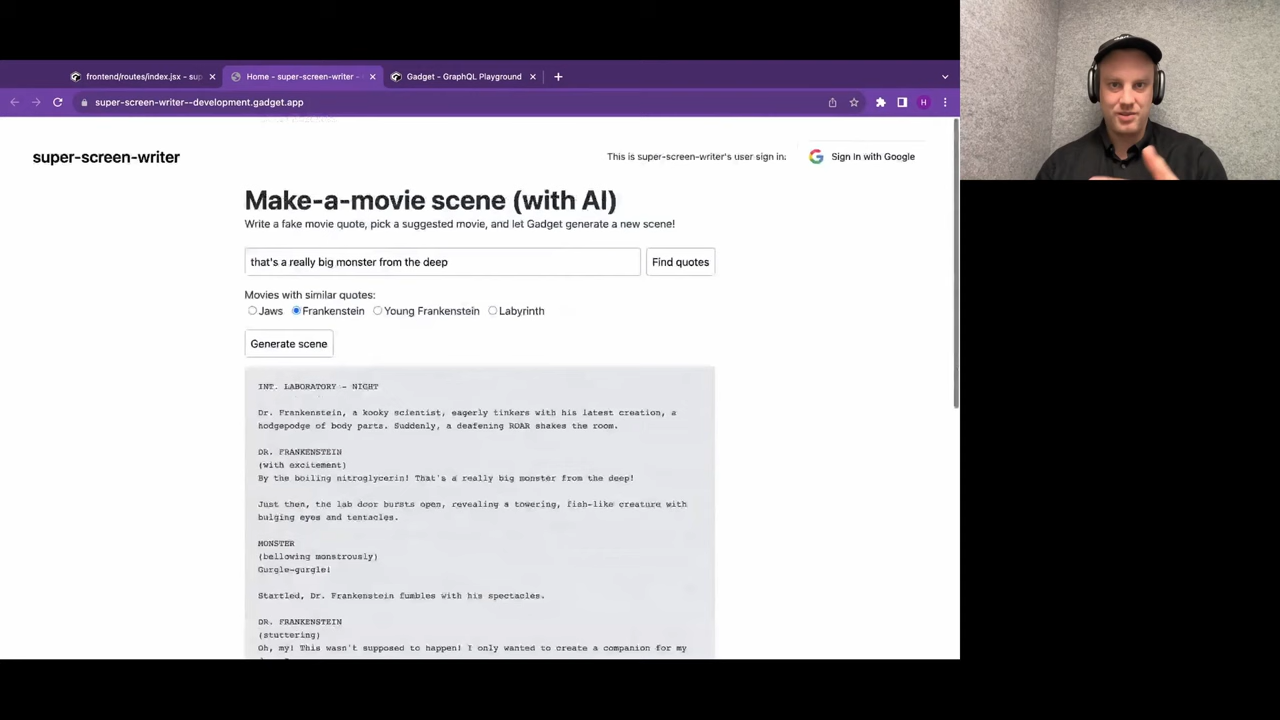 frontend/routes/index.jsx - sup
Home - super-screen-writer -
Gadget - GraphQL Playground
super-screen-writer--development.gadget.app
H
super-screen-writer
This is super-screen-writer's user sign in:
Sign In with Google
Make-a-movie scene (with AI)
Write a fake movie quote, pick a suggested movie, and let Gadget generate a new scene!
that's a really big monster from the deep
Find quotes
Movies with similar quotes:
Jaws Frankenstein Young Frankenstein Labyrinth
Generate scene
INT. LABORATORY - NIGHT
Dr. Frankenstein, a kooky scientist, eagerly tinkers with his latest creation, a
hodgepodge of body parts. Suddenly, a deafening ROAR shakes the room.
DR. FRANKENSTEIN
(with excitement)
By the boiling nitroglycerin! That's a really big monster from the deep!
Just then, the lab door bursts open, revealing a towering, fish-like creature with
bulging eyes and tentacles.
MONSTER
(bellowing monstrously)
Gurgle-gurgle!
Startled, Dr. Frankenstein fumbles with his spectacles.
DR. FRANKENSTEIN
(stuttering)
Oh, my! This wasn't supposed to happen! I only wanted to create a companion for my